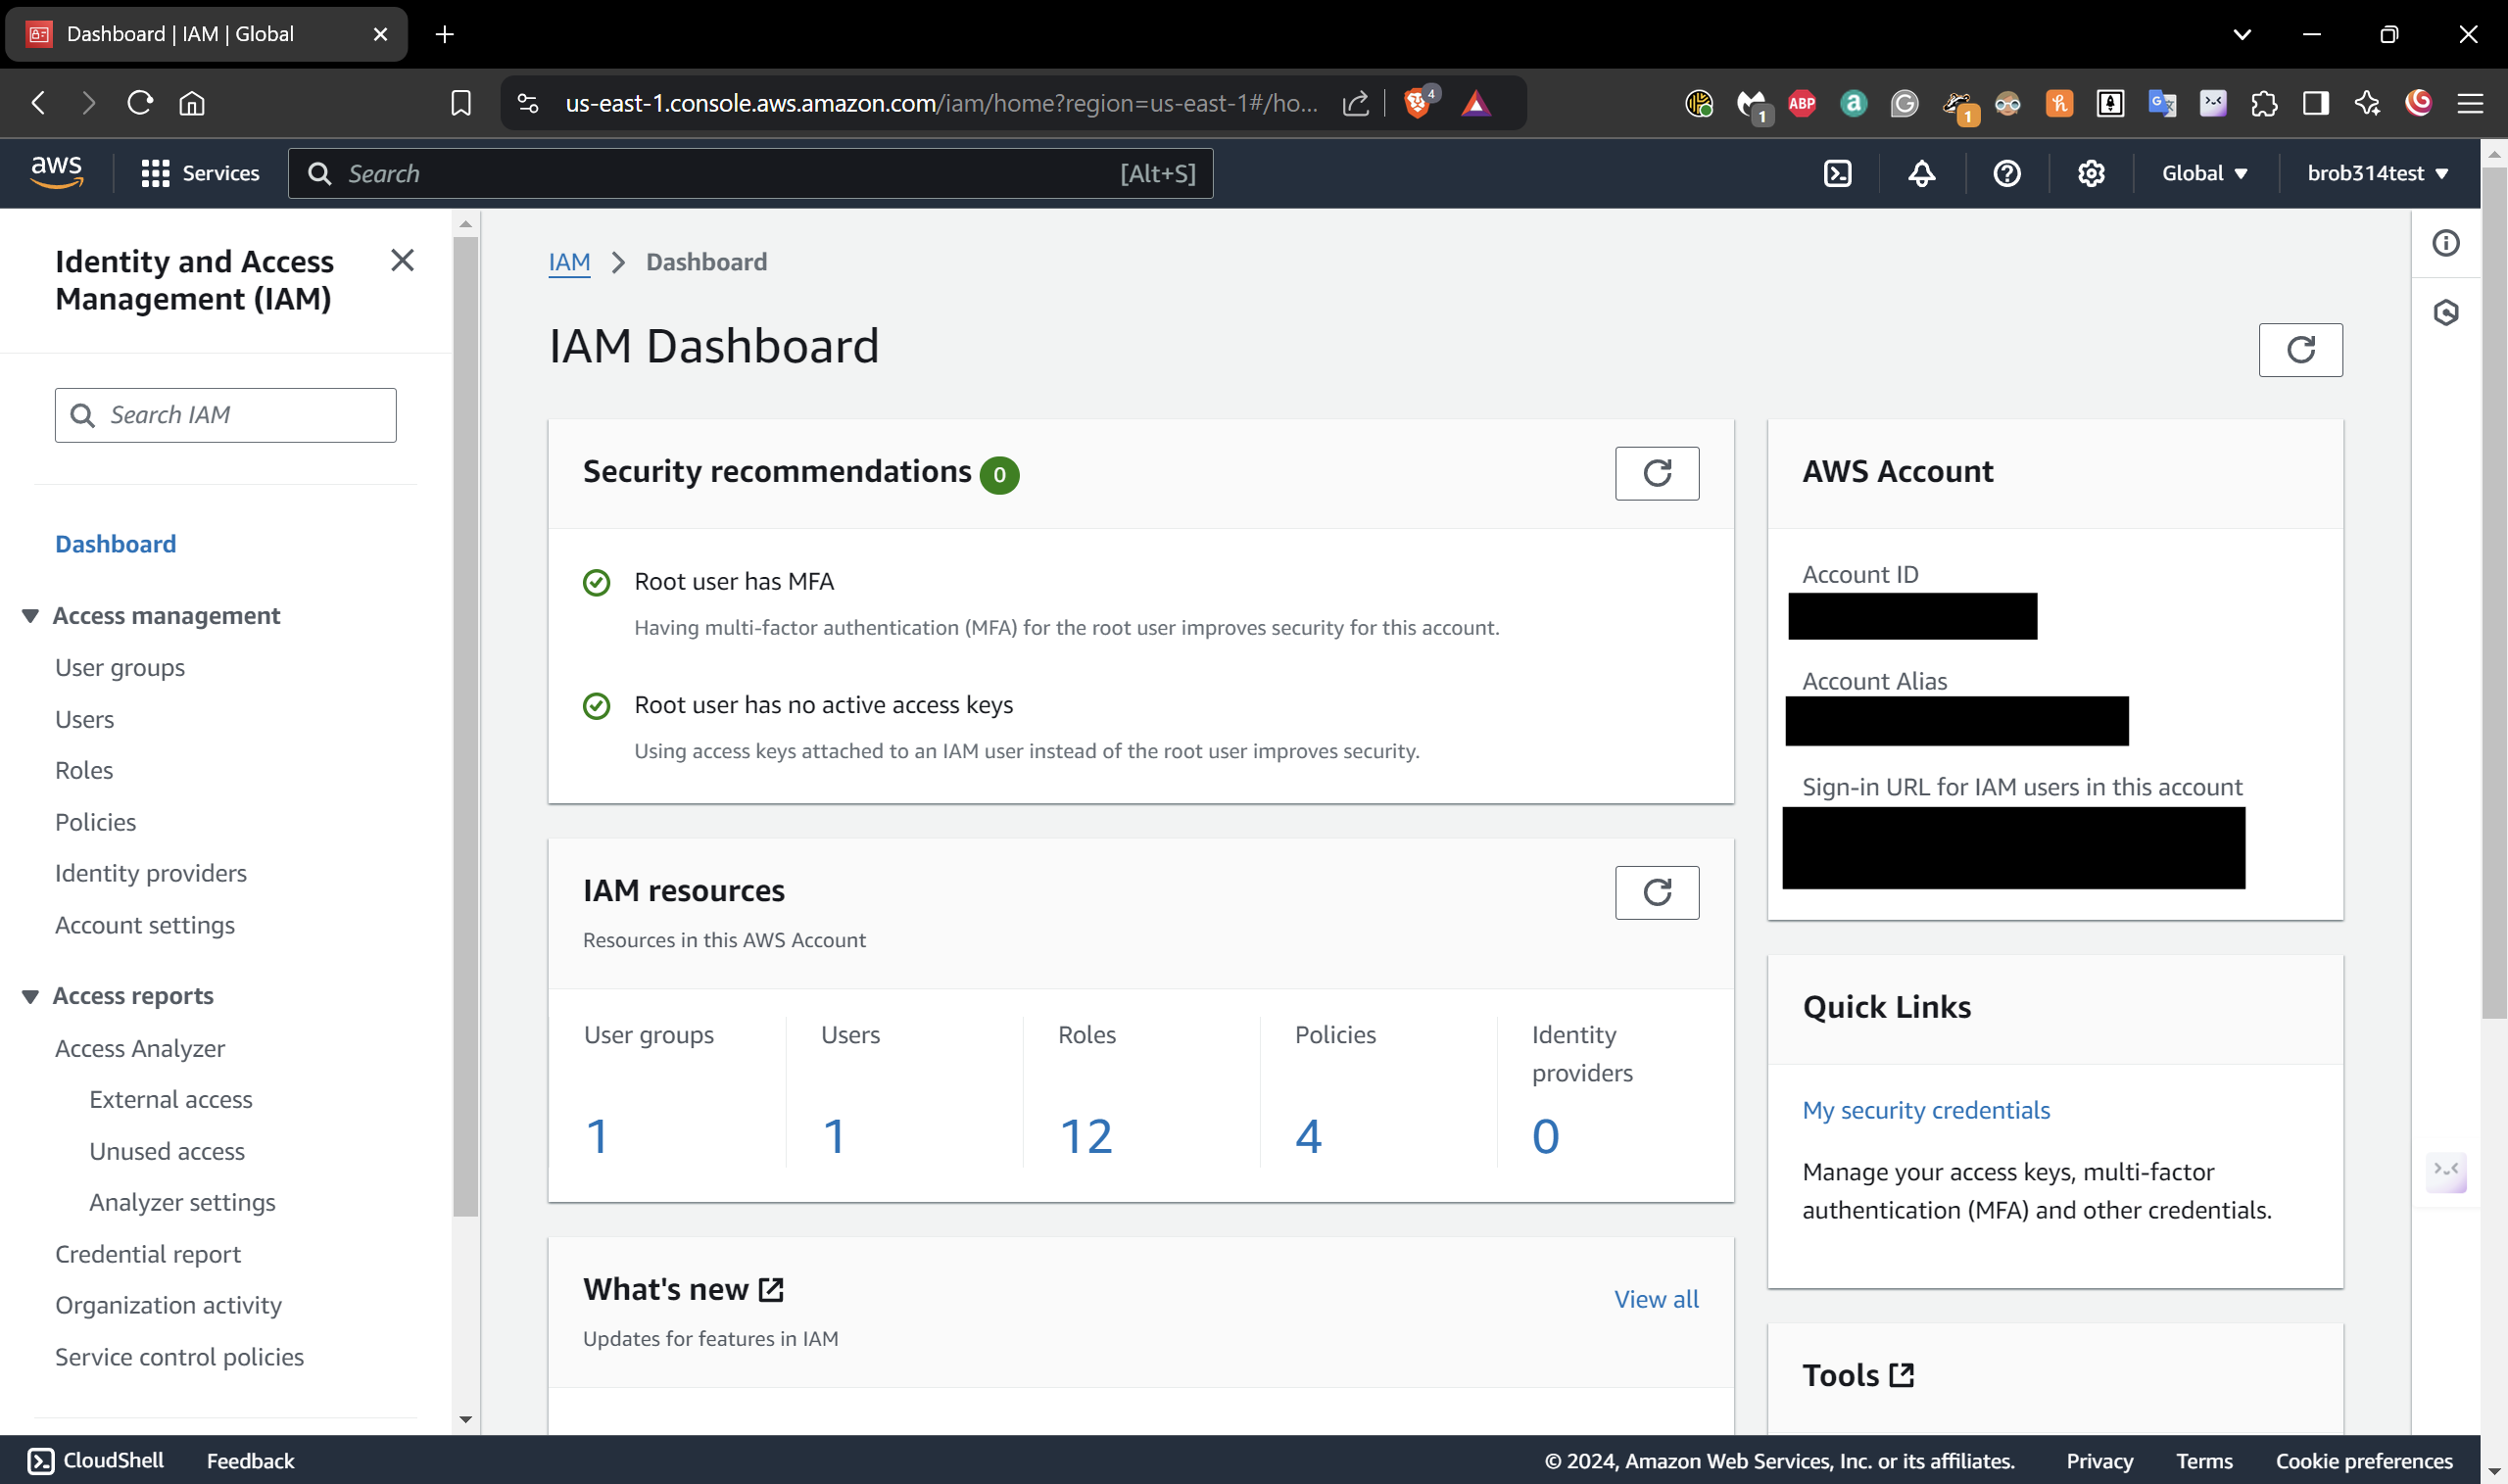 Dashboard | IAM | Global
us-east-1.console.aws.amazon.com/iam/home?region=us-east-1#/ho...
4
1
ABP
1
aws
Services
Search
[Alt+S]
Global
brob314test
Identity and Access
Management (IAM)
Search IAM
Dashboard
Access management
User groups
Users
Roles
Policies
Identity providers
Account settings
Access reports
Access Analyzer
External access
Unused access
Analyzer settings
Credential report
Organization activity
Service control policies
IAM
Dashboard
IAM Dashboard
Security recommendations 0
Root user has MFA
Having multi-factor authentication (MFA) for the root user improves security for this account.
Root user has no active access keys
Using access keys attached to an IAM user instead of the root user improves security.
IAM resources
Resources in this AWS Account
User groups
1
Users
1
Roles
12
Policies
4
Identity
providers
0
What's new
View all
Updates for features in IAM
AWS Account
Account ID
Account Alias
Sign-in URL for IAM users in this account
Quick Links
My security credentials
Manage your access keys, multi-factor
authentication (MFA) and other credentials.
Tools
CloudShell
Feedback
© 2024, Amazon Web Services, Inc. or its affiliates.
Privacy
Terms
Cookie preferences